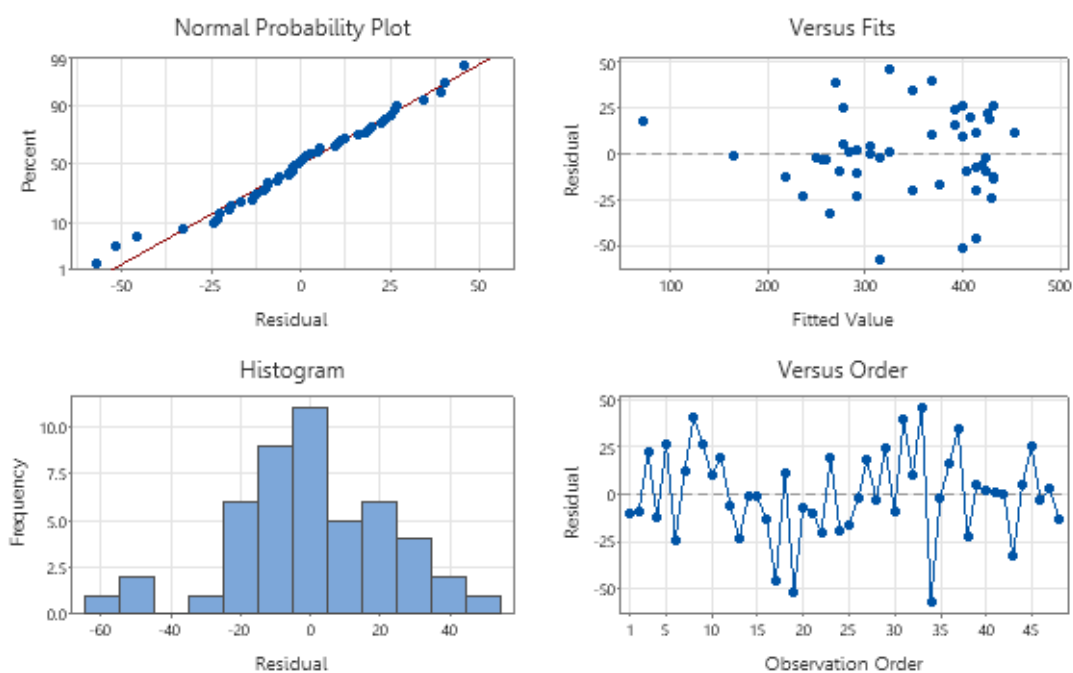 Normal Probability Plot
99
90
50
10
1
Percent
-50 -25 0 25 50
Residual
Versus Fits
50
25
0
-25
-50
Residual
100 200 300 400 500
Fitted Value
Histogram
10.0
7.5
5.0
2.5
0.0
Frequency
-60 -40 -20 0 20 40
Residual
Versus Order
50
25
0
-25
-50
Residual
1 5 10 15 20 25 30 35 40 45
Observation Order